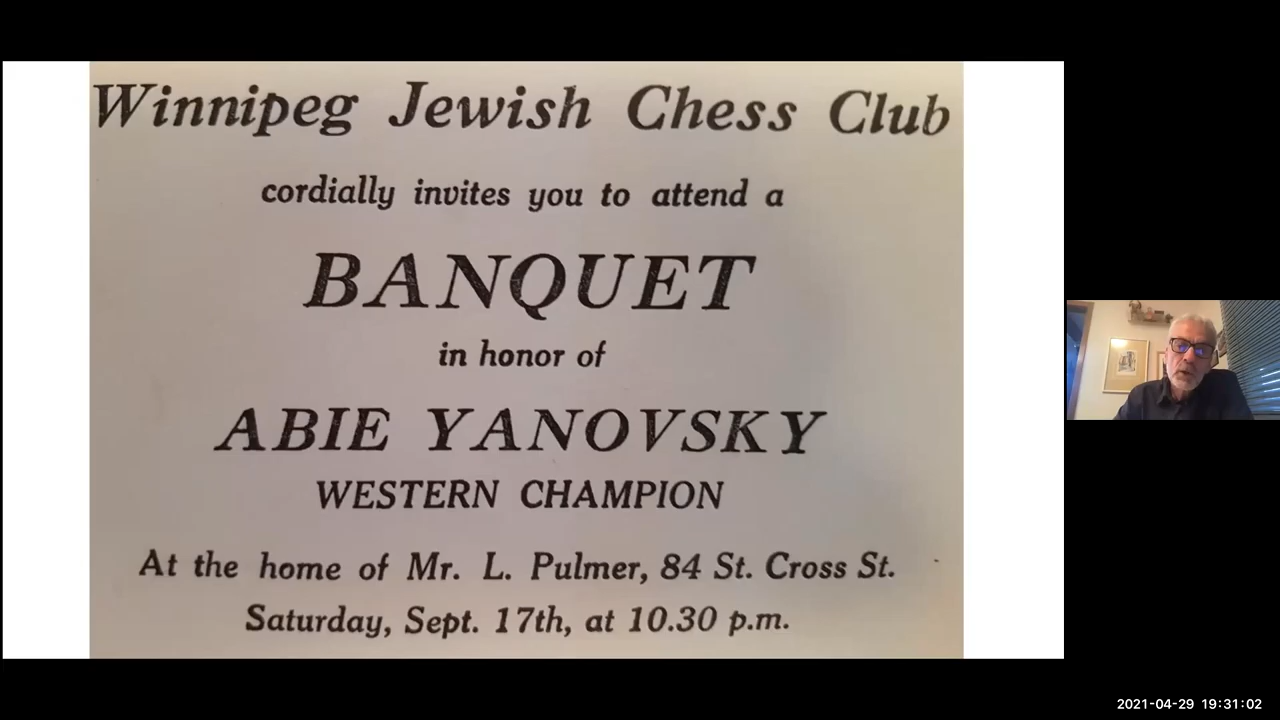 Winnipeg Jewish Chess Club
cordially invites you to attend a
BANQUET
in honor of
ABIE YANOVSKY
WESTERN CHAMPION
At the home of Mr. L. Pulmer, 84 St. Cross St.
Saturday, Sept. 17th, at 10.30 p.m.
2021-04-29 19:31:02